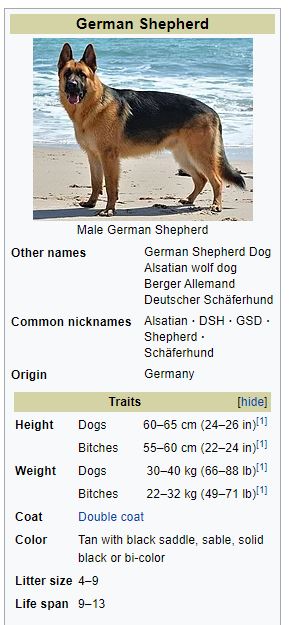 German Shepherd
Male German Shepherd
Other names German Shepherd Dog
Alsatian wolf dog
Berger Allemand
Deutscher Schäferhund
Common nicknames Alsatian · DSH · GSD ·
Shepherd ·
Schäferhund
Origin Germany
Traits [hide]
Height Dogs 60–65 cm (24–26 in)[1]
Bitches 55–60 cm (22–24 in)[1]
Weight Dogs 30–40 kg (66–88 lb)[1]
Bitches 22–32 kg (49–71 lb)[1]
Coat Double coat
Color Tan with black saddle, sable, solid
black or bi-color
Litter size 4–9
Life span 9–13